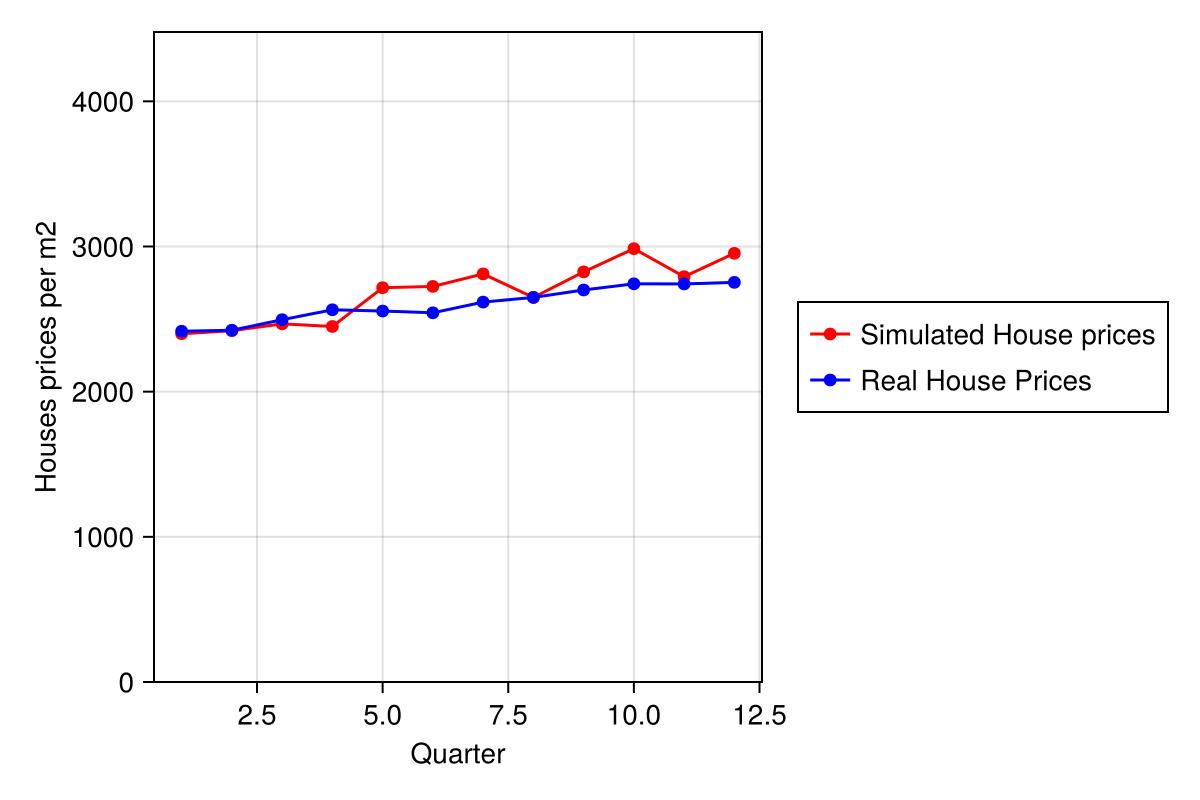 4000
3000
2000
1000
0
Houses prices per m2
2.5 5.0 7.5 10.0 12.5
Quarter
Simulated House prices
Real House Prices